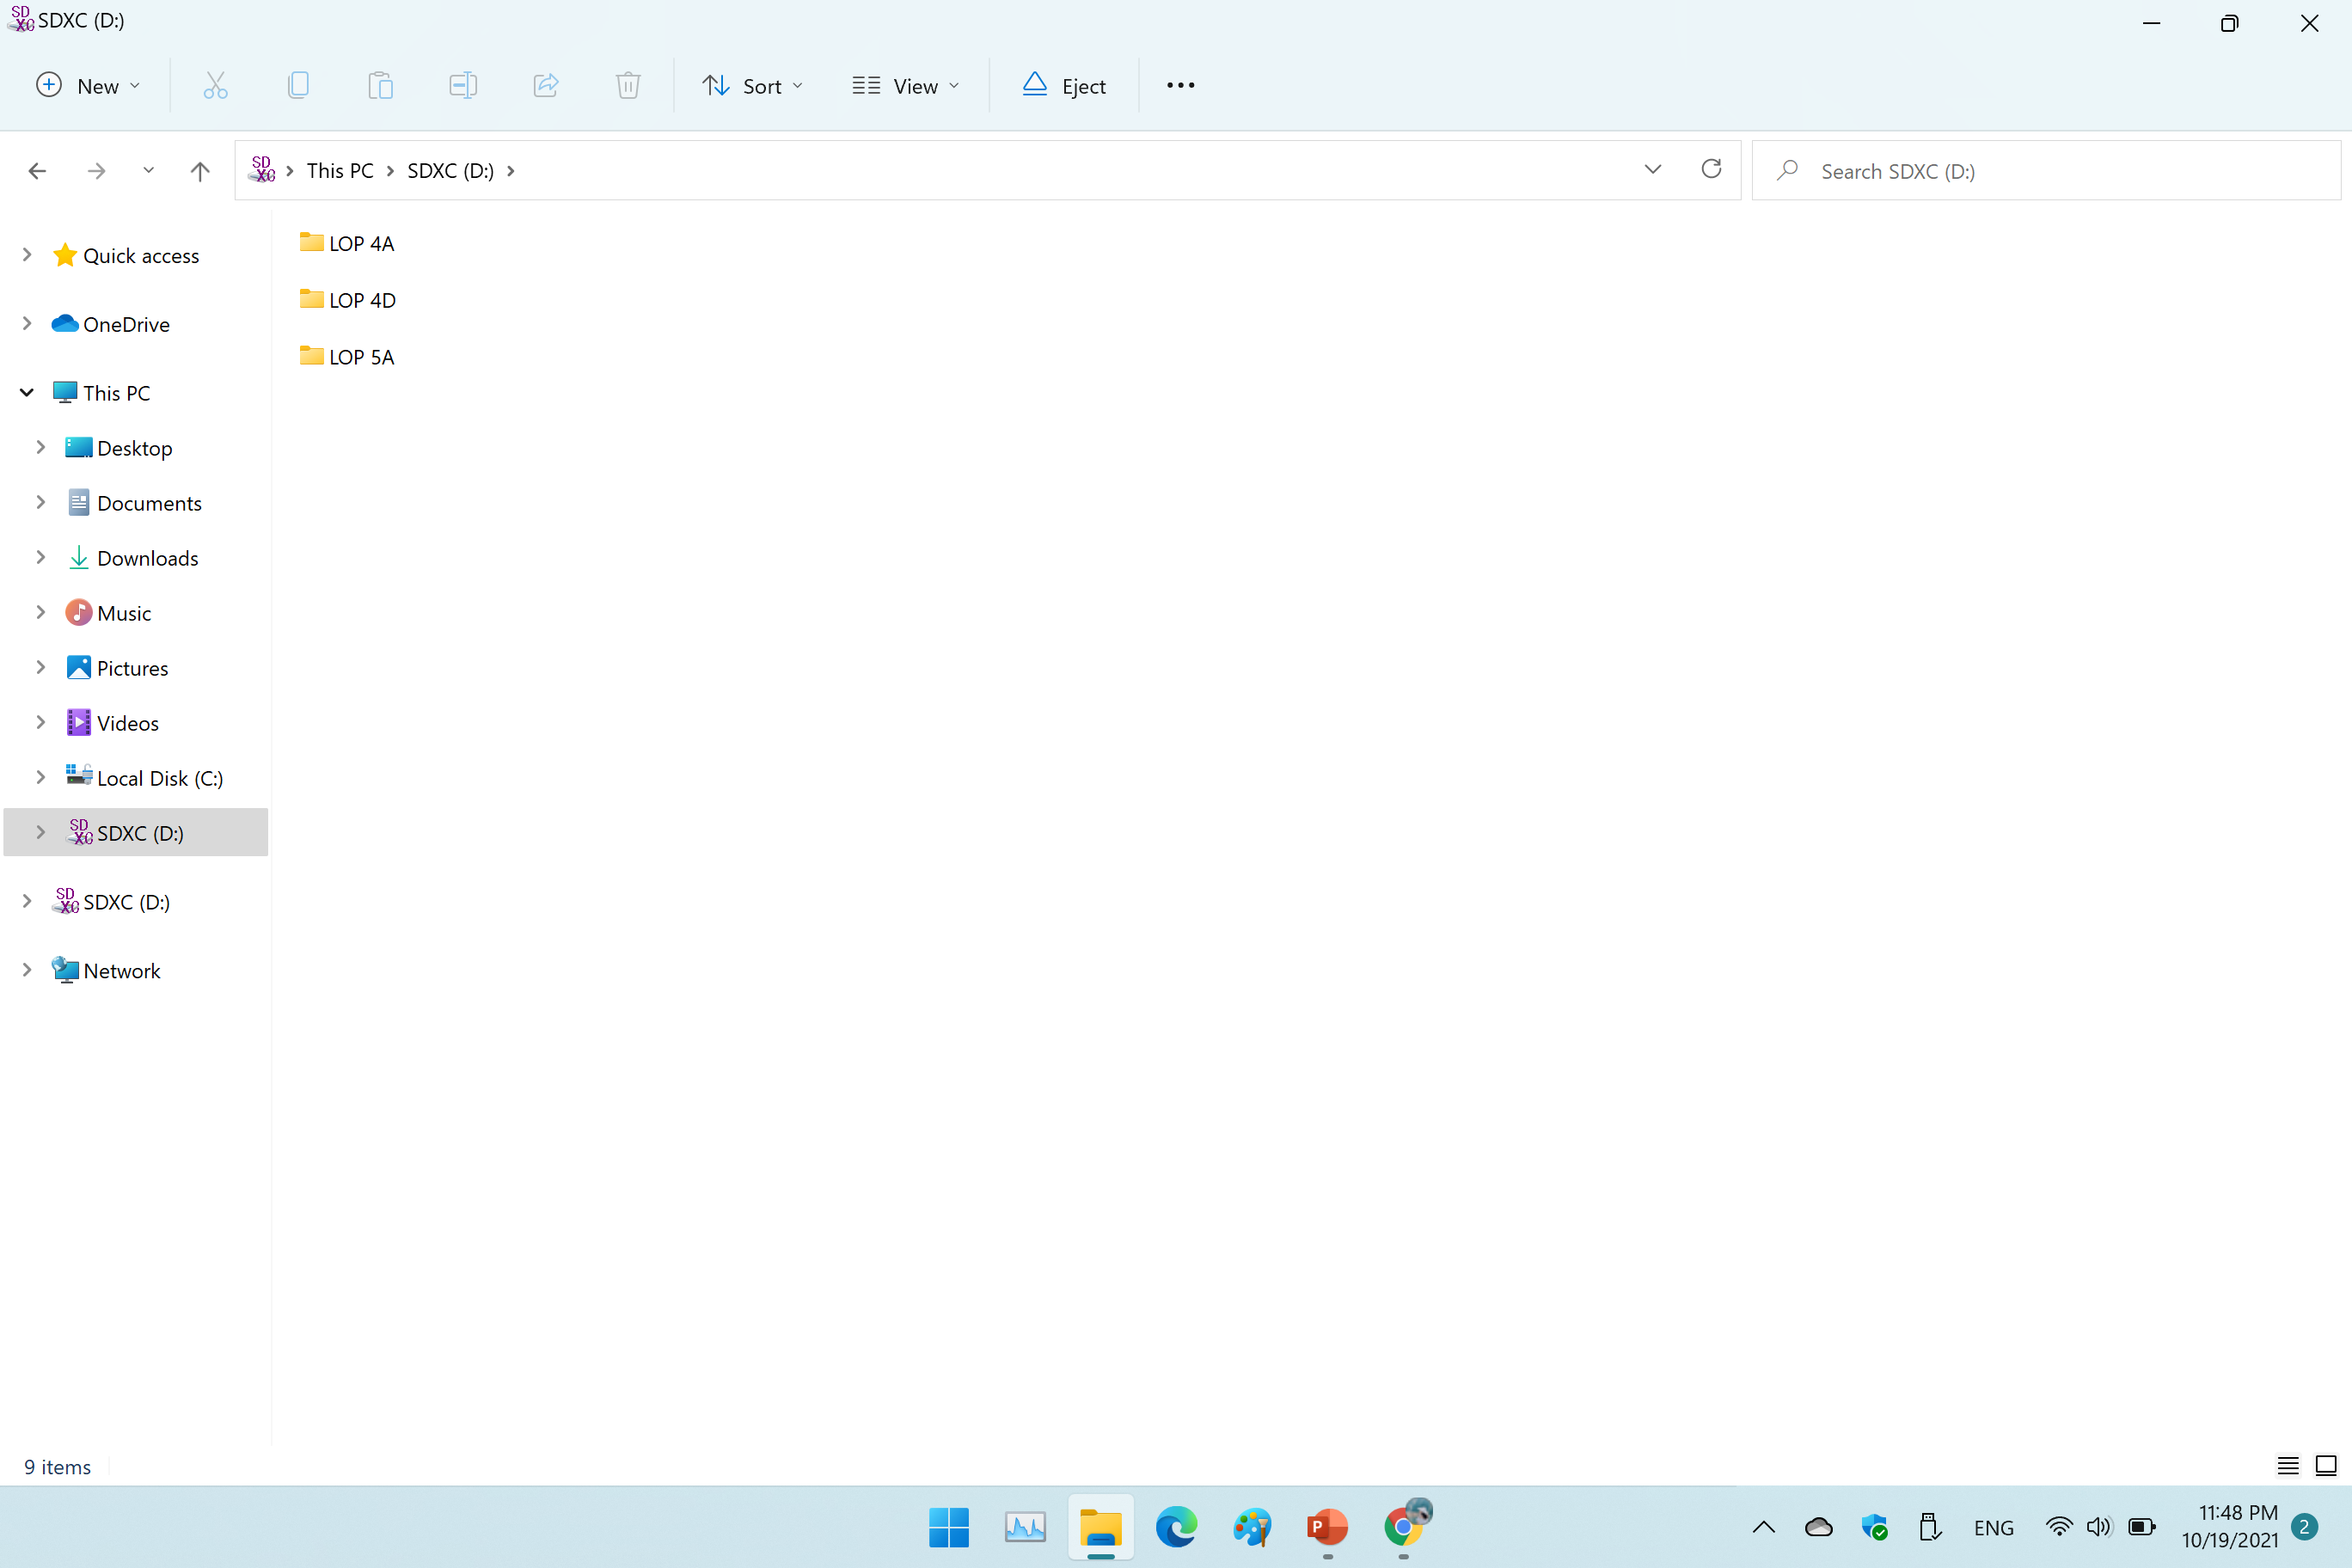 SDXC (D:)
New
Sort
View
Eject
This PC
SDXC (D:)
Search SDXC (D:)
Quick access
OneDrive
This PC
Desktop
Documents
Downloads
Music
Pictures
Videos
Local Disk (C:)
SDXC (D:)
SDXC (D:)
Network
LOP 4A
LOP 4D
LOP 5A
9 items
ENG
11:48 PM
10/19/2021
2